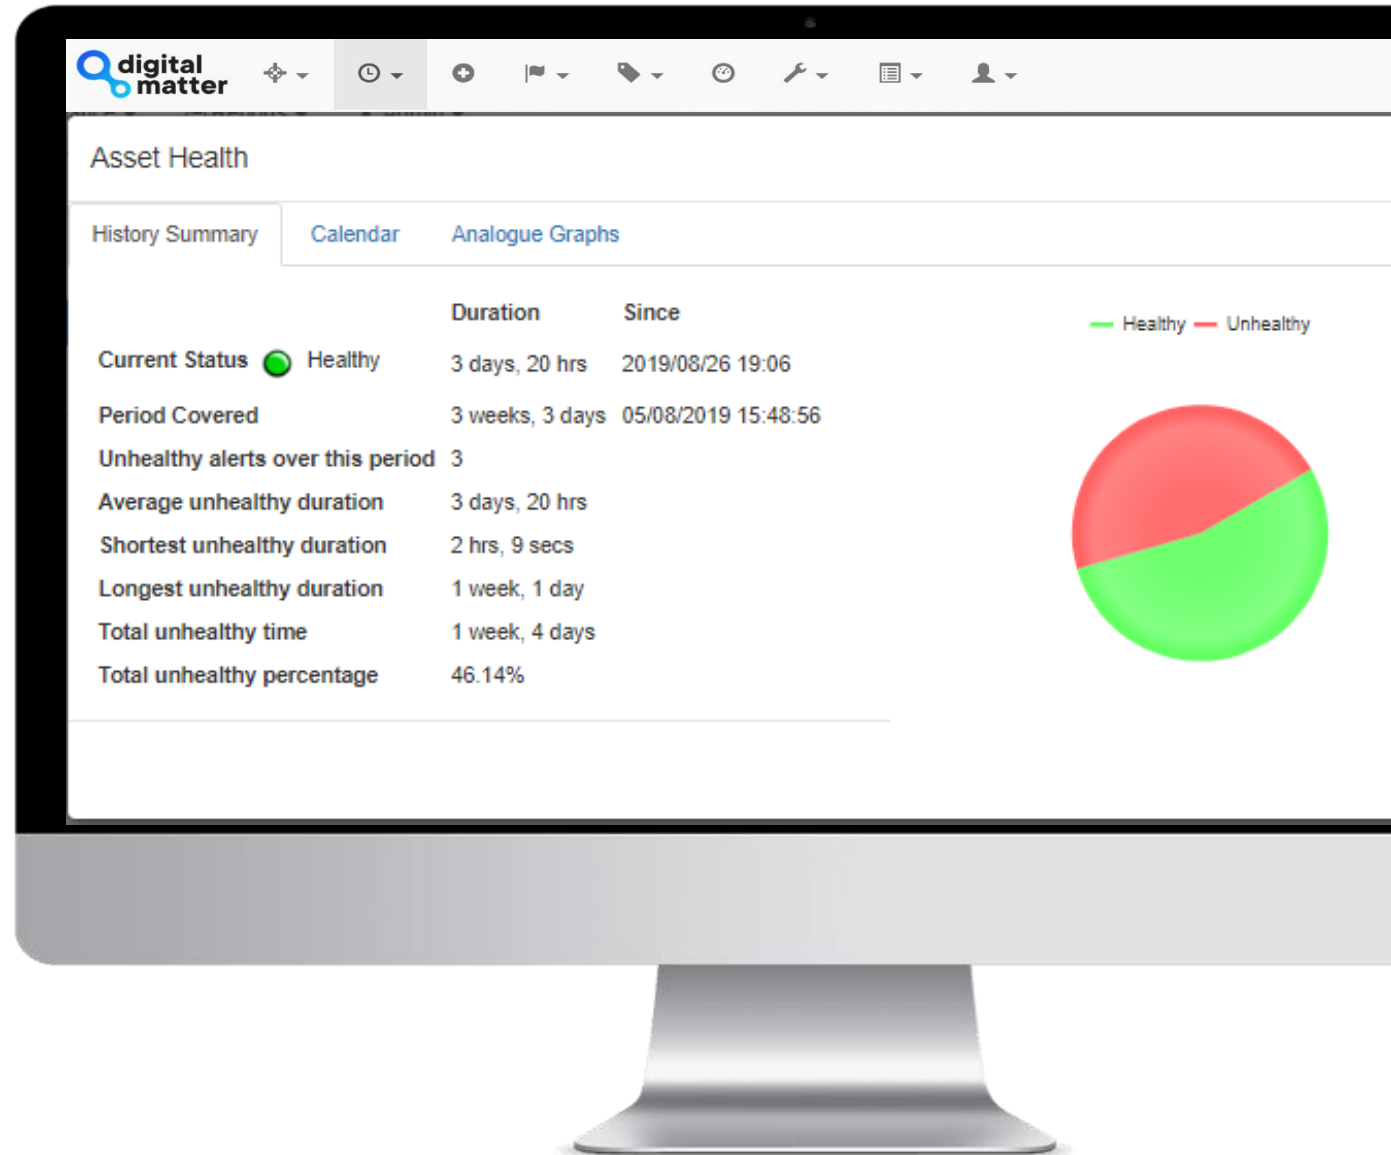 digital
matter
Asset Health
History Summary Calendar Analogue Graphs
Duration Since
Healthy Unhealthy
Current Status Healthy 3 days, 20 hrs 2019/08/26 19:06
Period Covered 3 weeks, 3 days 05/08/2019 15:48:56
Unhealthy alerts over this period 3
Average unhealthy duration 3 days, 20 hrs
Shortest unhealthy duration 2 hrs, 9 secs
Longest unhealthy duration 1 week, 1 day
Total unhealthy time 1 week, 4 days
Total unhealthy percentage 46.14%